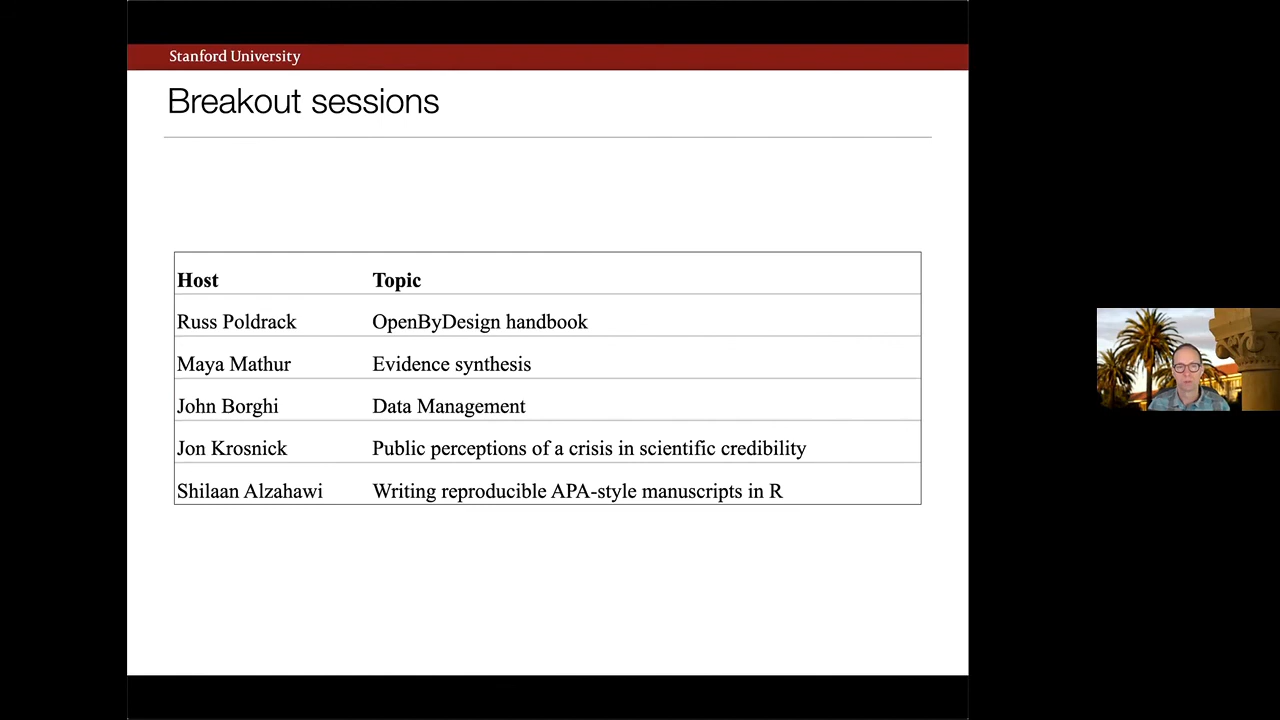 Stanford University
Breakout sessions
Host Topic
Russ Poldrack OpenByDesign handbook
Maya Mathur Evidence synthesis
John Borghi Data Management
Jon Krosnick Public perceptions of a crisis in scientific credibility
Shilaan Alzahawi Writing reproducible APA-style manuscripts in R